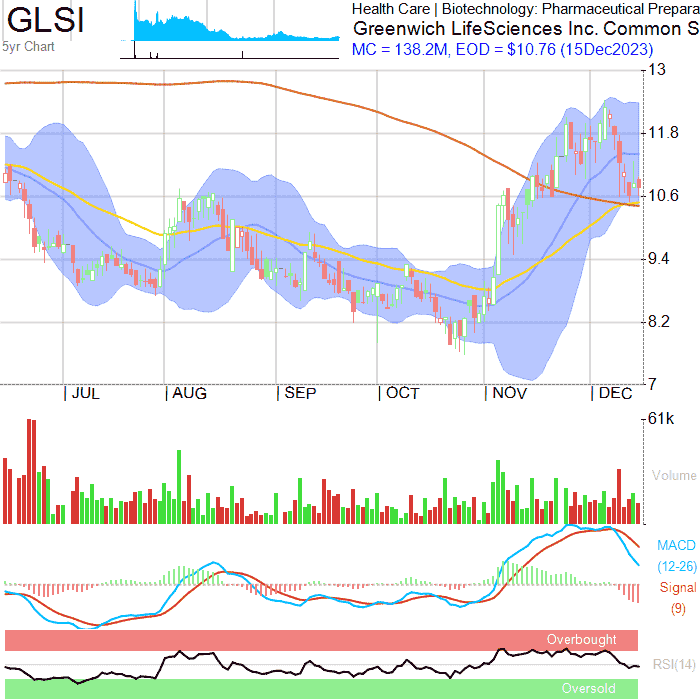 GLSI
5yr Chart
Health Care | Biotechnology: Pharmaceutical Prepara
Greenwich LifeSciences Inc. Common S
MC = 138.2M, EOD = $10.76 (15Dec2023)
13
11.8
10.6
9.4
8.2
7
JUL AUG SEP OCT NOV DEC
61k
Volume
MACD
(12-26)
Signal
(9)
Overbought
RSI(14)
Oversold